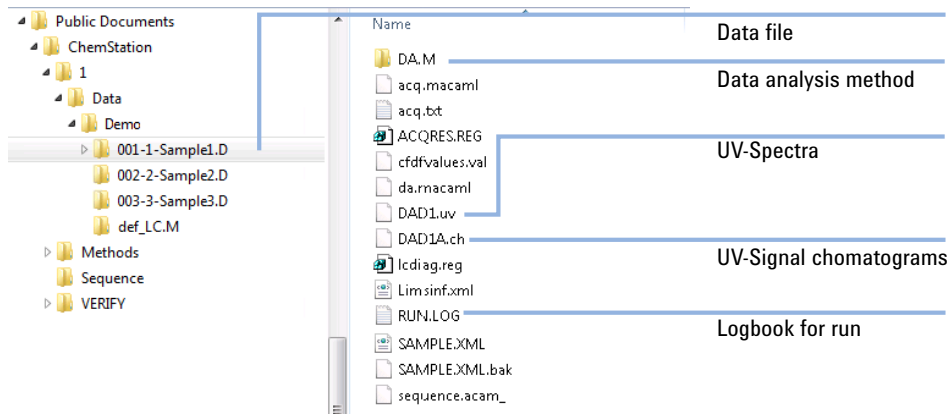 Public Documents
ChemStation
1
Data
Demo
001-1-Sample1.D
002-2-Sample2.D
003-3-Sample3.D
def_LC.M
Methods
Sequence
VERIFY
Name
DA.M
acq.macaml
acq.txt
ACQRES.REG
cfdfvalues.val
da.macaml
DAD1.uv
DAD1A.ch
lcdiag.reg
Limsinf.xml
RUN.LOG
SAMPLE.XML
SAMPLE.XML.bak
sequence.acam_
Data file
Data analysis method
UV-Spectra
UV-Signal chomatograms
Logbook for run